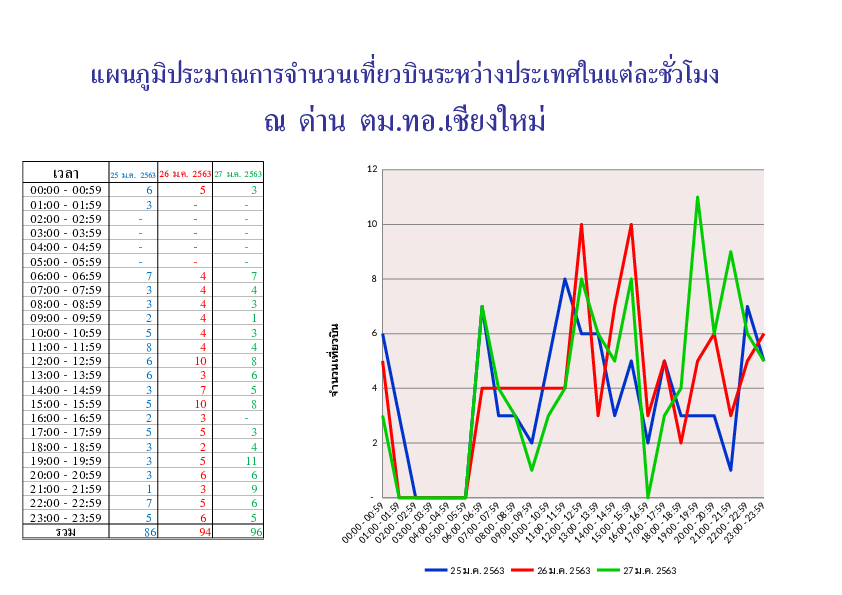 แผนภูมิประมาณการจำนวนเที่ยวบินระหว่างประเทศในแต่ละชั่วโมง
ณ ด่าน ตม.ทอ.เชียงใหม่
เวลา 25 ม.ค. 2563 26 ม.ค. 2563 27 ม.ค. 2563
00:00 - 00:59 6 5 3
01:00 - 01:59 3 - -
02:00 - 02:59 - - -
03:00 - 03:59 - - -
04:00 - 04:59 - - -
05:00 - 05:59 - - -
06:00 - 06:59 7 4 7
07:00 - 07:59 3 4 4
08:00 - 08:59 3 4 3
09:00 - 09:59 2 4 1
10:00 - 10:59 5 4 3
11:00 - 11:59 8 4 4
12:00 - 12:59 6 10 8
13:00 - 13:59 6 3 6
14:00 - 14:59 3 7 5
15:00 - 15:59 5 10 8
16:00 - 16:59 2 3 -
17:00 - 17:59 5 5 3
18:00 - 18:59 3 2 4
19:00 - 19:59 3 5 11
20:00 - 20:59 3 6 6
21:00 - 21:59 1 3 9
22:00 - 22:59 7 5 6
23:00 - 23:59 5 6 5
รวม 86 94 96
จำนวนเที่ยวบิน
12
10
8
6
4
2
-
00:00 - 00:59
01:00 - 01:59
02:00 - 02:59
03:00 - 03:59
04:00 - 04:59
05:00 - 05:59
06:00 - 06:59
07:00 - 07:59
08:00 - 08:59
09:00 - 09:59
10:00 - 10:59
11:00 - 11:59
12:00 - 12:59
13:00 - 13:59
14:00 - 14:59
15:00 - 15:59
16:00 - 16:59
17:00 - 17:59
18:00 - 18:59
19:00 - 19:59
20:00 - 20:59
21:00 - 21:59
22:00 - 22:59
23:00 - 23:59
25 ม.ค. 2563 26 ม.ค. 2563 27 ม.ค. 2563